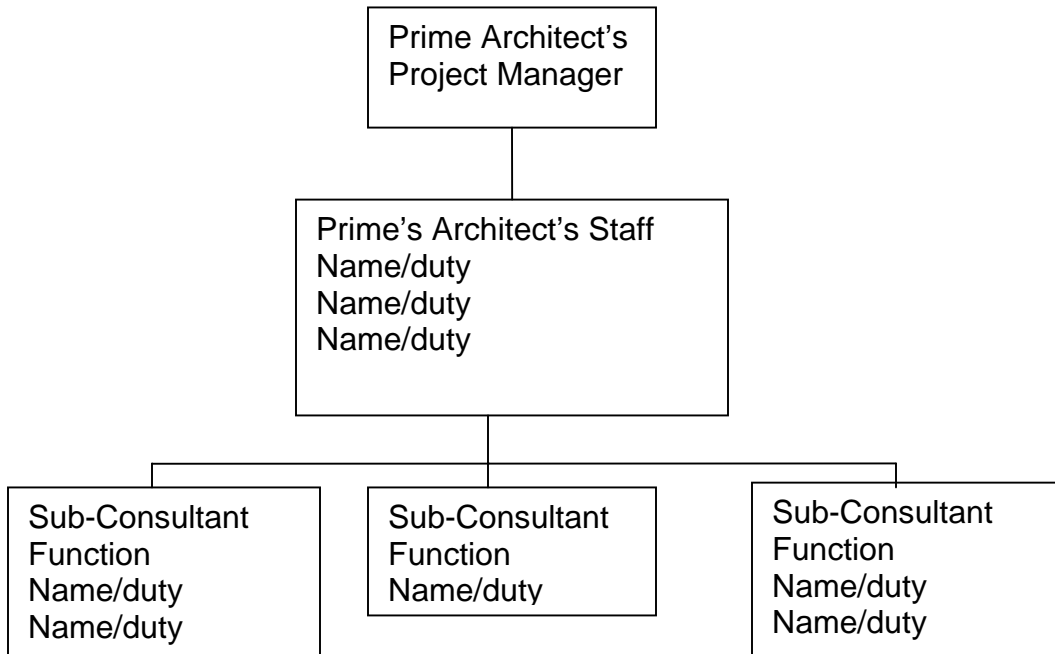 Prime Architect’s
Project Manager
Prime’s Architect’s Staff
Name/duty
Name/duty
Name/duty
Sub-Consultant
Function
Name/duty
Name/duty
Sub-Consultant
Function
Name/duty
Sub-Consultant
Function
Name/duty
Name/duty